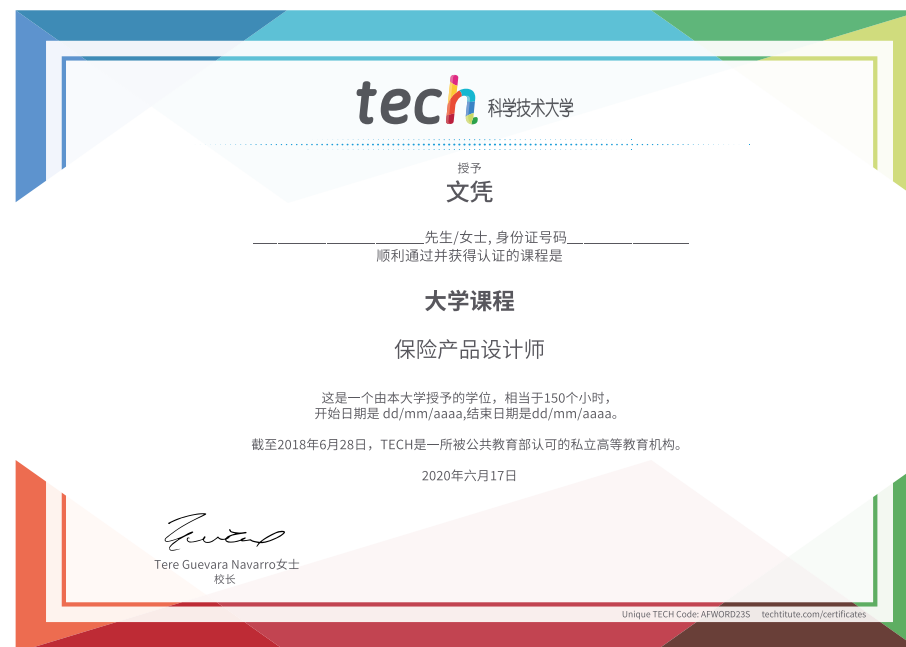 tech 科学技术大学
授予
文凭
______________________先生/女士, 身份证号码_______________
顺利通过并获得认证的课程是
大学课程
保险产品设计师
这是一个由本大学授予的学位，相当于150个小时，
开始日期是 dd/mm/aaaa,结束日期是dd/mm/aaaa。
截至2018年6月28日，TECH是一所被公共教育部认可的私立高等教育机构。
2020年六月17日
Tere Guevara Navarro女士
校长
Unique TECH Code: AFWORD23S techtitute.com/certificates